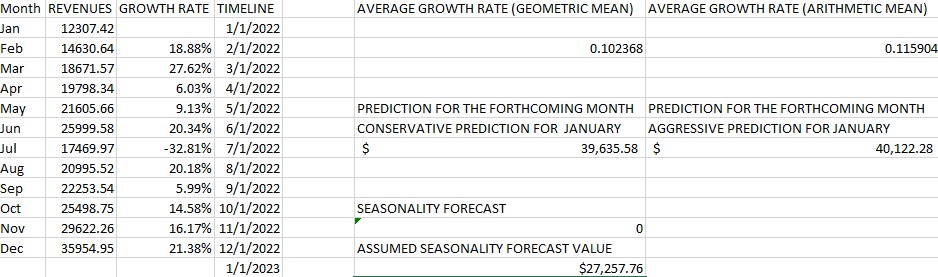 Month REVENUES GROWTH RATE TIMELINE AVERAGE GROWTH RATE (GEOMETRIC MEAN) AVERAGE GROWTH RATE (ARITHMETIC MEAN)
Jan 12307.42 1/1/2022
Feb 14630.64 18.88% 2/1/2022 0.102368 0.115904
Mar 18671.57 27.62% 3/1/2022
Apr 19798.34 6.03% 4/1/2022
May 21605.66 9.13% 5/1/2022 PREDICTION FOR THE FORTHCOMING MONTH PREDICTION FOR THE FORTHCOMING MONTH
Jun 25999.58 20.34% 6/1/2022 CONSERVATIVE PREDICTION FOR JANUARY AGGRESSIVE PREDICTION FOR JANUARY
Jul 17469.97 -32.81% 7/1/2022 $ 39,635.58 $ 40,122.28
Aug 20995.52 20.18% 8/1/2022
Sep 22253.54 5.99% 9/1/2022
Oct 25498.75 14.58% 10/1/2022 SEASONALITY FORECAST
Nov 29622.26 16.17% 11/1/2022 0
Dec 35954.95 21.38% 12/1/2022 ASSUMED SEASONALITY FORECAST VALUE
1/1/2023 $27,257.76